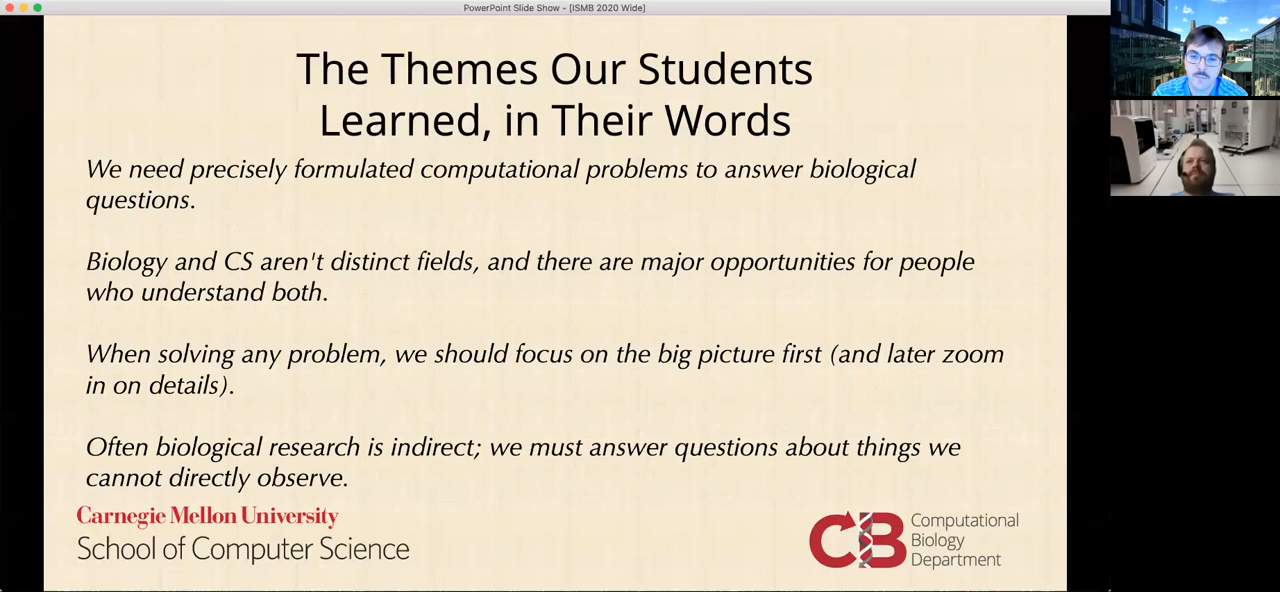 PowerPoint Slide Show - [ISMB 2020 Wide]
The Themes Our Students
Learned, in Their Words
We need precisely formulated computational problems to answer biological
questions.
Biology and CS aren't distinct fields, and there are major opportunities for people
who understand both.
When solving any problem, we should focus on the big picture first (and later zoom
in on details).
Often biological research is indirect; we must answer questions about things we
cannot directly observe.
Carnegie Mellon University
School of Computer Science
CB
Computational
Biology
Department